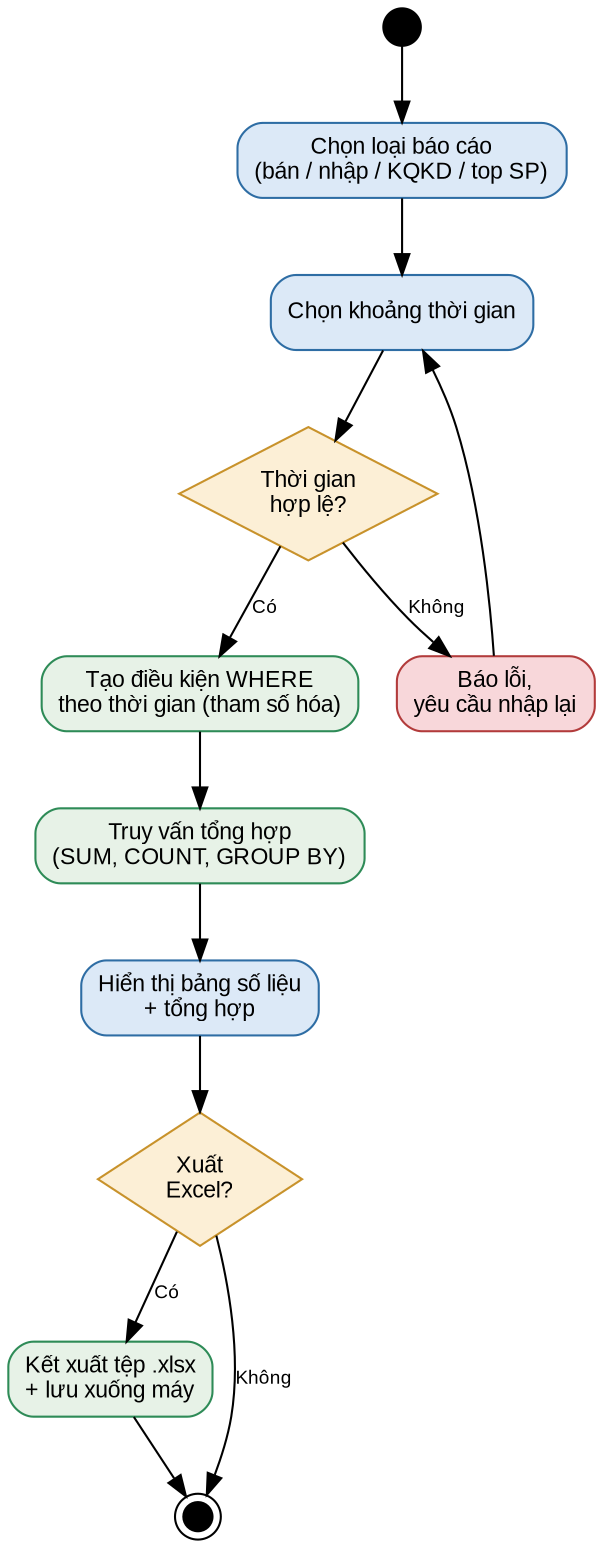 Chọn loại báo cáo
(bán / nhập / KQKD / top SP)
Chọn khoảng thời gian
Thời gian
hợp lệ?
Có
Không
Tạo điều kiện WHERE
theo thời gian (tham số hóa)
Báo lỗi,
yêu cầu nhập lại
Truy vấn tổng hợp
(SUM, COUNT, GROUP BY)
Hiển thị bảng số liệu
+ tổng hợp
Xuất
Excel?
Có
Không
Kết xuất tệp .xlsx
+ lưu xuống máy